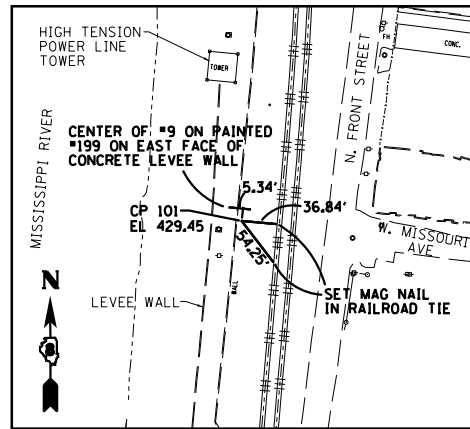 HIGH TENSION
POWER LINE
TOWER
TOWER
MISSISSIPPI RIVER
N. FRONT STREET
FH
CONC.
CENTER OF "9 ON PAINTED
"199 ON EAST FACE OF
CONCRETE LEVEE WALL
5.34'
CP 101
EL 429.45
36.84'
54.25'
W. MISSOURI
AVE
SET MAG NAIL
IN RAILROAD TIE
LEVEE WALL
WALL
N